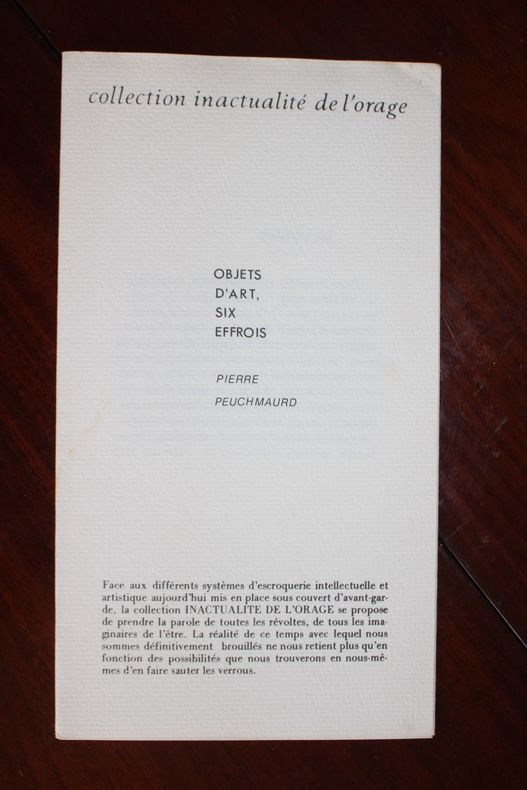 collection inactualité de l'orage
OBJETS
D'ART,
SIX
EFFROIS
PIERRE
PEUCHMAURD
Face aux différents systèmes d'escroquerie intellectuelle et
artistique aujourd'hui mis en place sous couvert d'avant-gar-
de, la collection INACTUALITE DE L'ORAGE se propose
de prendre la parole de toutes les révoltes, de tous les ima-
ginaires de l'être. La réalité de ce temps avec lequel nous
sommes définitivement brouillés ne nous retient plus qu'en
fonction des possibilités que nous trouverons en nous-mê-
mes d'en faire sauter les verrous.